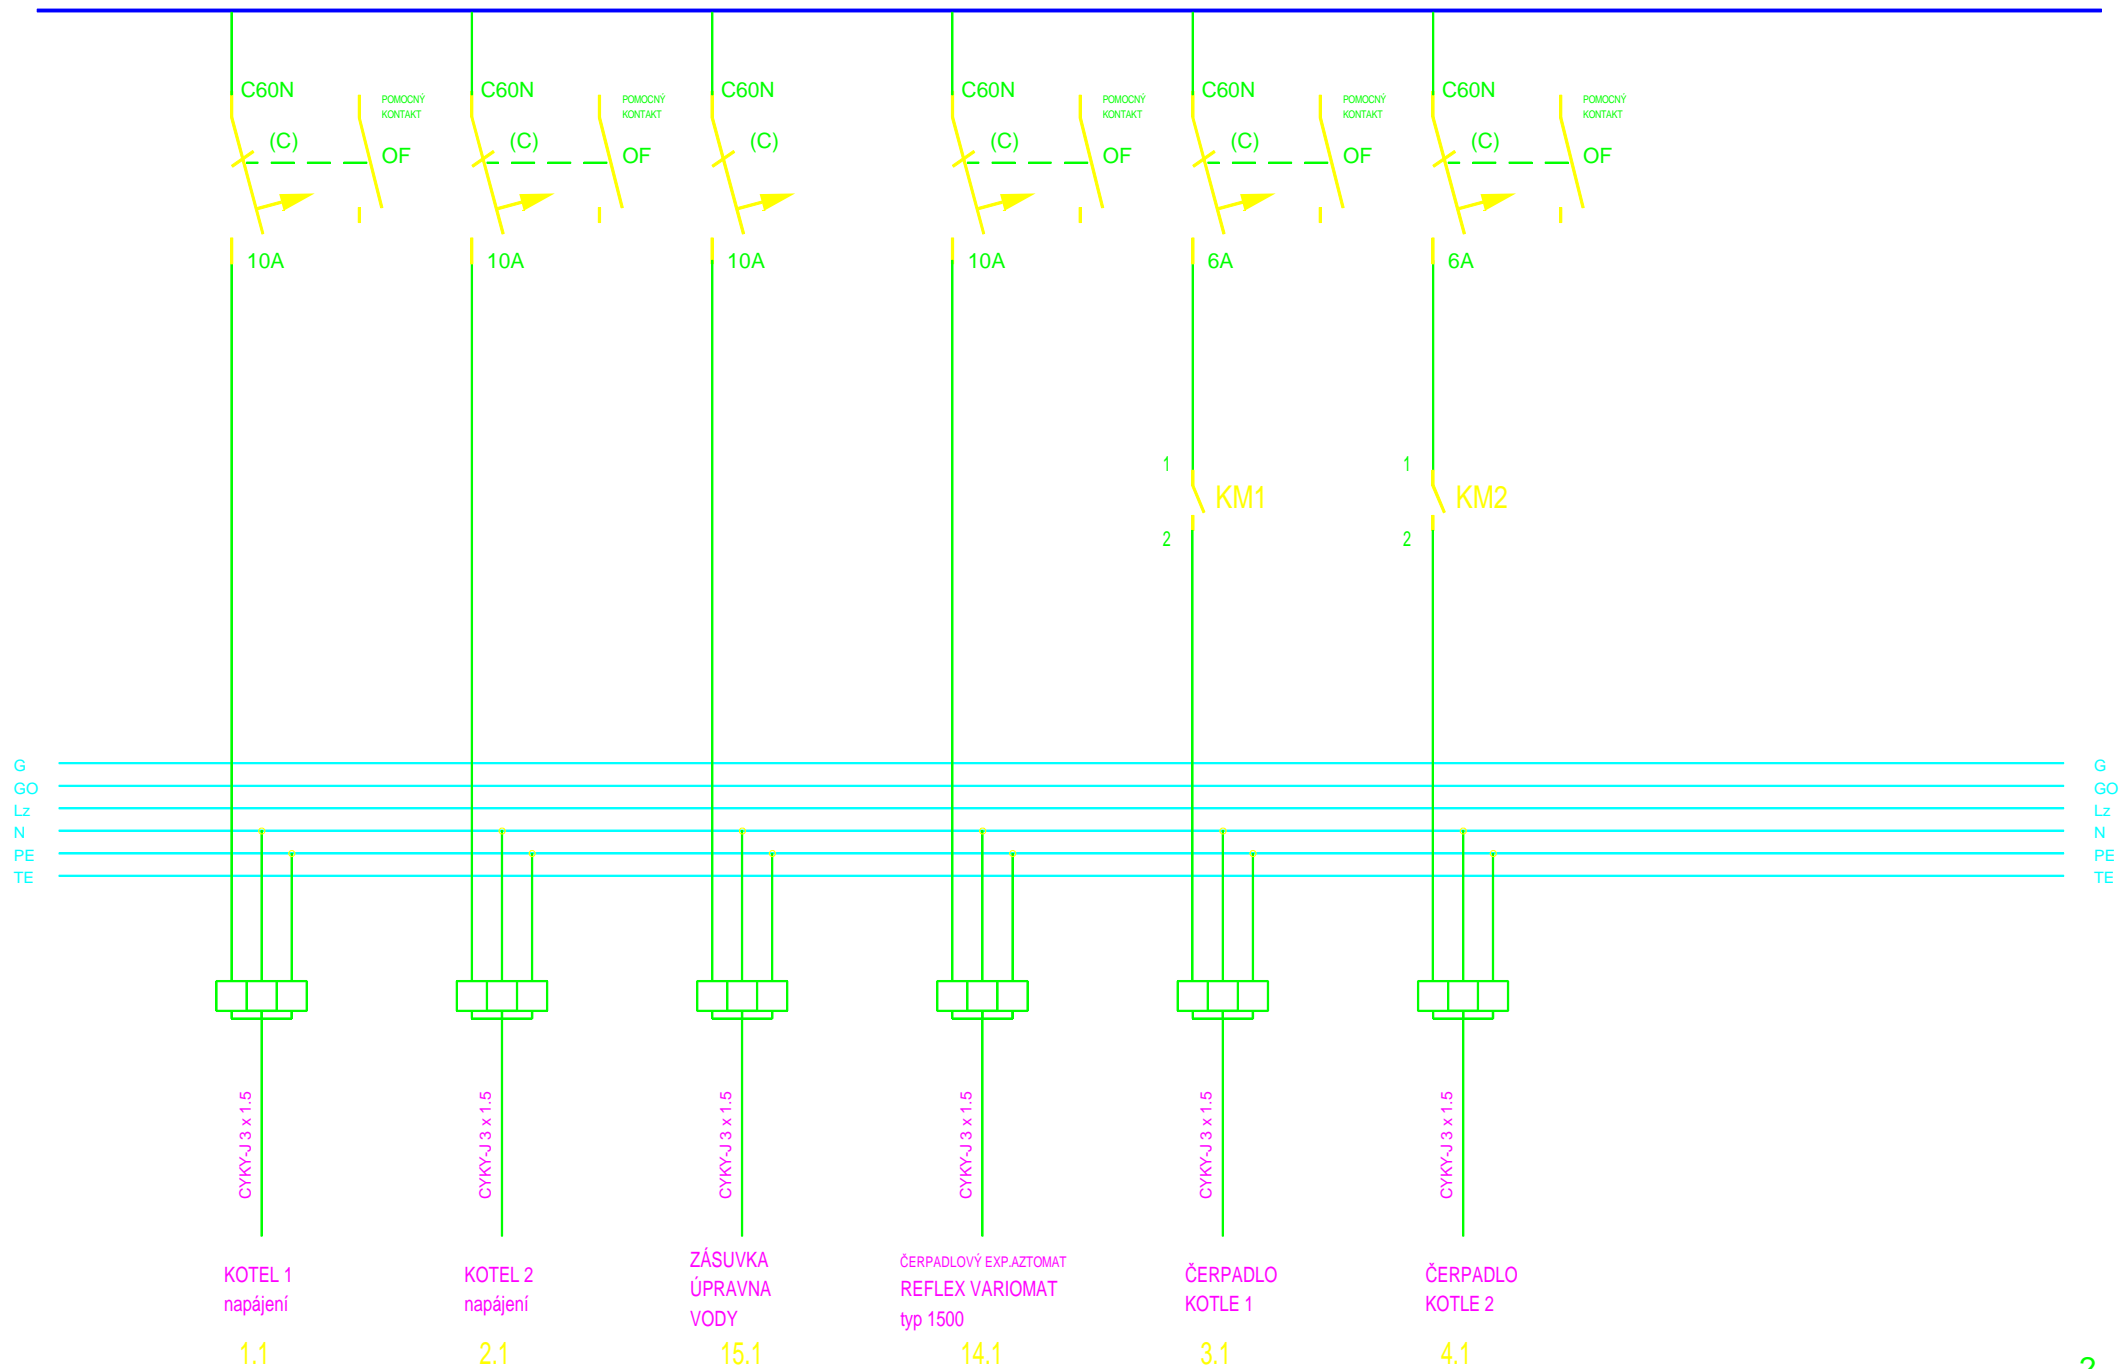 C60N
POMOCNÝ
KONTAKT
(C)
OF
10A
C60N
POMOCNÝ
KONTAKT
(C)
OF
10A
C60N
(C)
10A
C60N
POMOCNÝ
KONTAKT
(C)
OF
10A
C60N
POMOCNÝ
KONTAKT
(C)
OF
6A
C60N
POMOCNÝ
KONTAKT
(C)
OF
6A
1
KM1
2
1
KM2
2
G
GO
Lz
N
PE
TE
G
GO
Lz
N
PE
TE
CYKY-J 3 x 1.5
CYKY-J 3 x 1.5
CYKY-J 3 x 1.5
CYKY-J 3 x 1.5
CYKY-J 3 x 1.5
CYKY-J 3 x 1.5
KOTEL 1
napájení
1.1
KOTEL 2
napájení
2.1
ZÁSUVKA
ÚPRAVNA
VODY
15.1
ČERPADLOVÝ EXP.AZTOMAT
REFLEX VARIOMAT
typ 1500
14.1
ČERPADLO
KOTLE 1
3.1
ČERPADLO
KOTLE 2
4.1